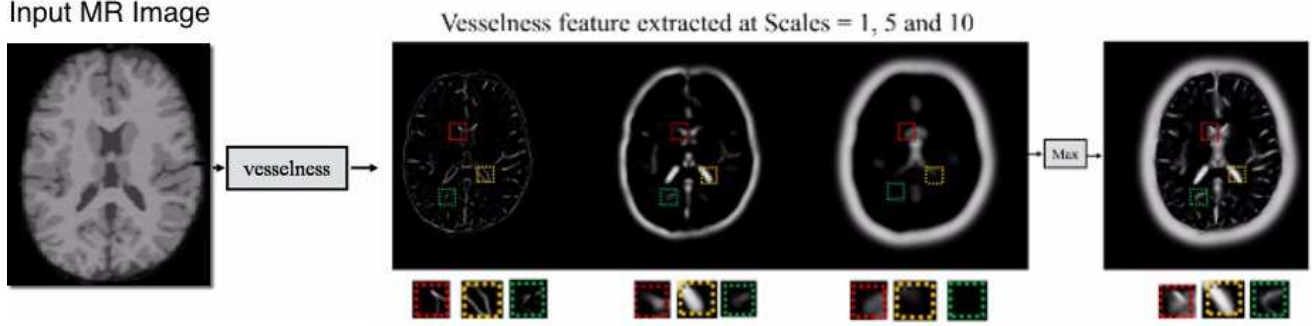 Input MR Image
Vesselness feature extracted at Scales = 1, 5 and 10
vesselness
Max